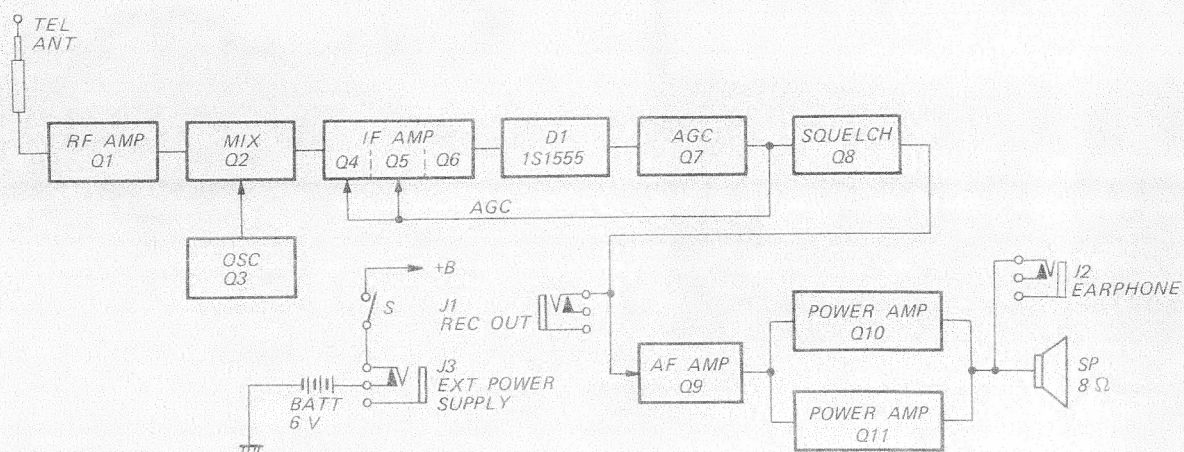 TEL
ANT
RF AMP
Q1
MIX
Q2
IF AMP
Q4 Q5 Q6
D1
1S1555
AGC
Q7
SQUELCH
Q8
AGC
OSC
Q3
+B
S
J1
REC OUT
J2
EARPHONE
POWER AMP
Q10
AF AMP
Q9
SP
8 Ω
J3
EXT POWER
SUPPLY
BATT
6 V
POWER AMP
Q11